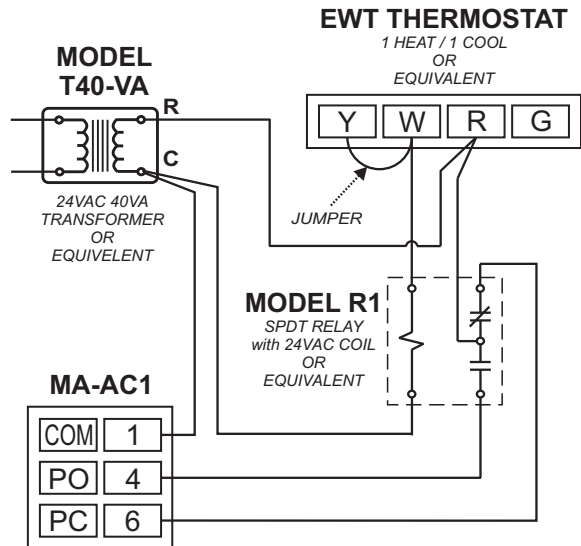 EWT THERMOSTAT
1 HEAT / 1 COOL
OR
EQUIVALENT
Y W R G
JUMPER
MODEL
T40-VA
R
C
24VAC 40VA
TRANSFORMER
OR
EQUIVELENT
MODEL R1
SPDT RELAY
with 24VAC COIL
OR
EQUIVALENT
MA-AC1
COM 1
PO 4
PC 6